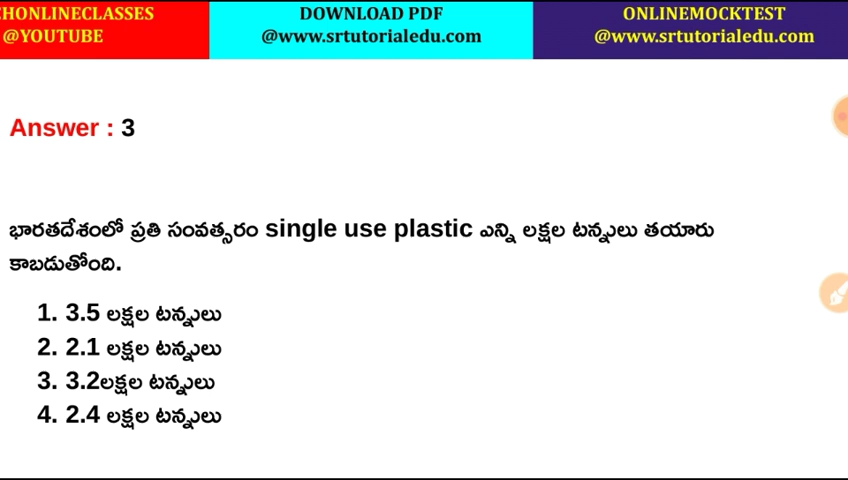 HONLINECLASSES
@YOUTUBE
DOWNLOAD PDF
@www.srtutorialedu.com
ONLINEMOCKTEST
@www.srtutorialedu.com
Answer : 3
భారతదేశంలో ప్రతి సంవత్సరం single use plastic ఎన్ని లక్షల టన్నులు తయారు
కాబడుతోంది.
1. 3.5 లక్షల టన్నులు
2. 2.1 లక్షల టన్నులు
3. 3.2లక్షల టన్నులు
4. 2.4 లక్షల టన్నులు